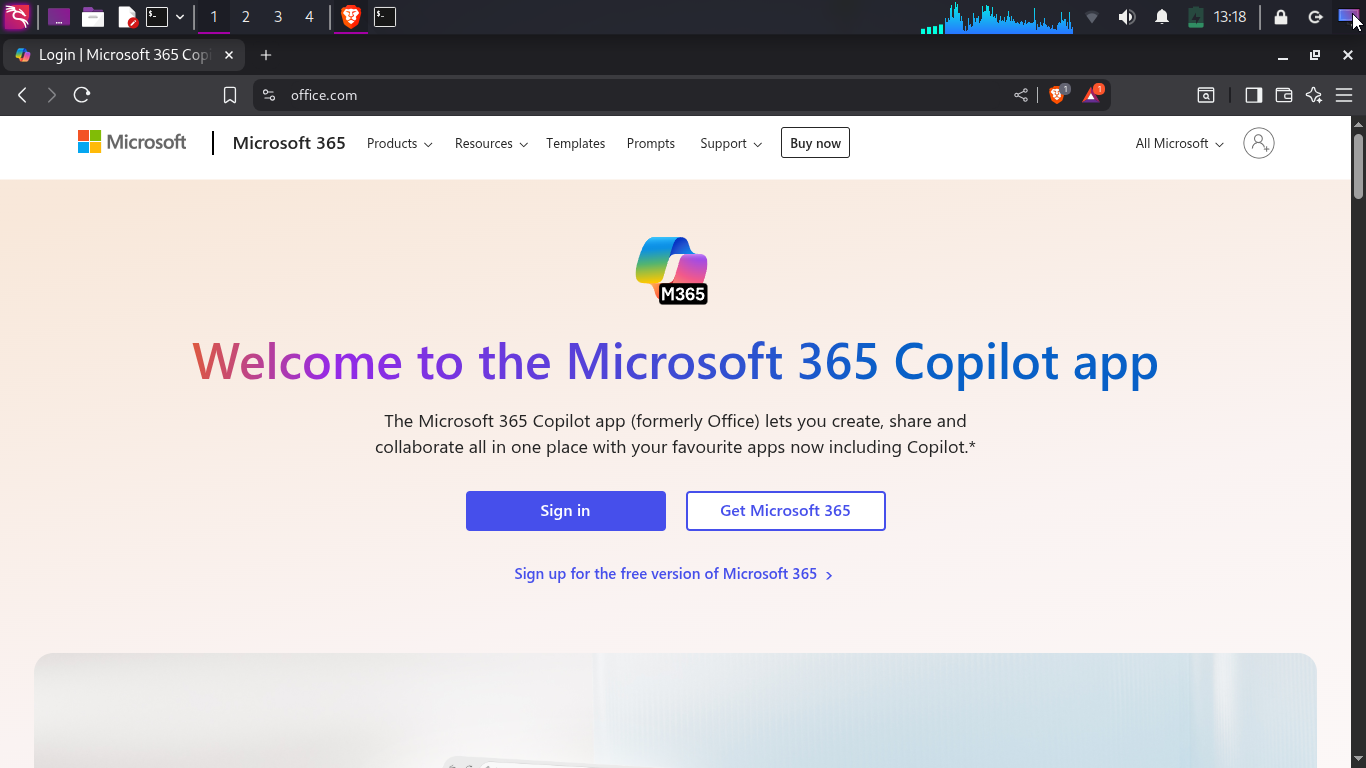 1
2
3
4
13:18
Login | Microsoft 365 Copi
office.com
1
1
Microsoft
Microsoft 365
Products
Resources
Templates
Prompts
Support
Buy now
All Microsoft
M365
Welcome to the Microsoft 365 Copilot app
The Microsoft 365 Copilot app (formerly Office) lets you create, share and
collaborate all in one place with your favourite apps now including Copilot.*
Sign in
Get Microsoft 365
Sign up for the free version of Microsoft 365